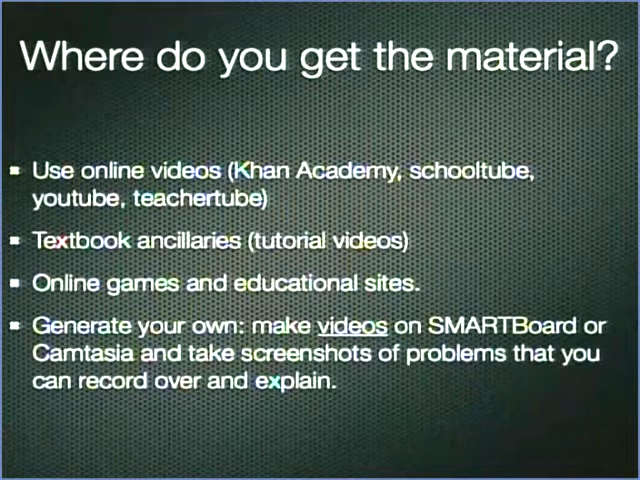 Where do you get the material?
Use online videos (Khan Academy, schooltube,
youtube, teachertube)
Textbook ancillaries (tutorial videos)
Online games and educational sites.
Generate your own: make videos on SMARTBoard or
Camtasia and take screenshots of problems that you
can record over and explain.